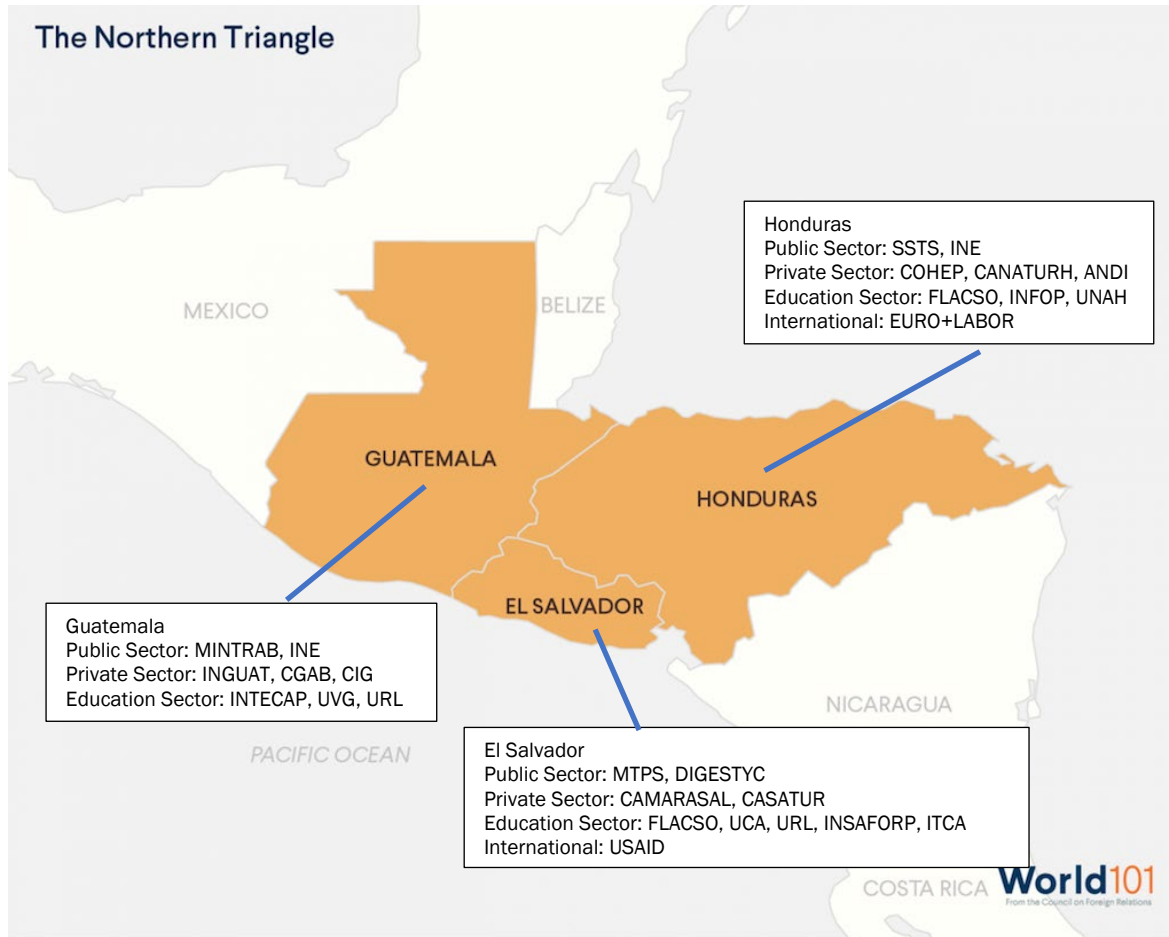 The Northern Triangle
Honduras
Public Sector: SSTS, INE
Private Sector: COHEP, CANATURH, ANDI
Education Sector: FLACSO, INFOP, UNAH
International: EURO+LABOR
MEXICO
BELIZE
GUATEMALA
HONDURAS
EL SALVADOR
Guatemala
Public Sector: MINTRAB, INE
Private Sector: INGUAT, CGAB, CIG
Education Sector: INTECAP, UVG, URL
NICARAGUA
PACIFIC OCEAN
El Salvador
Public Sector: MTPS, DIGESTYC
Private Sector: CAMARASAL, CASATUR
Education Sector: FLACSO, UCA, URL, INSAFORP, ITCA
International: USAID
COSTA RICA
World101
From the Council on Foreign Relations